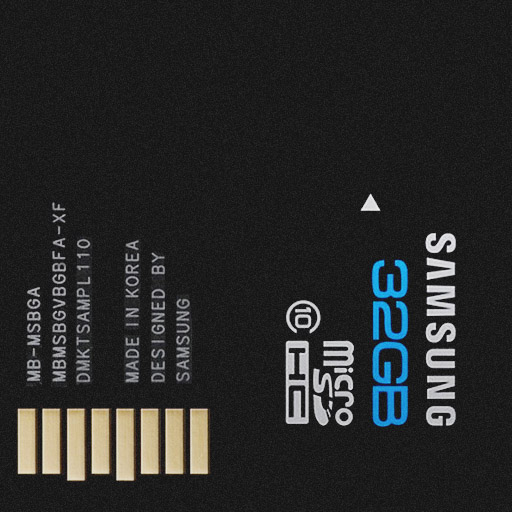 MB-MSBGA
MBMSBGVBGBFA-XF
DMKTSAMPL110
MADE IN KOREA
DESIGNED BY
SAMSUNG
SAMSUNG
32GB
micro
SD
HC
10